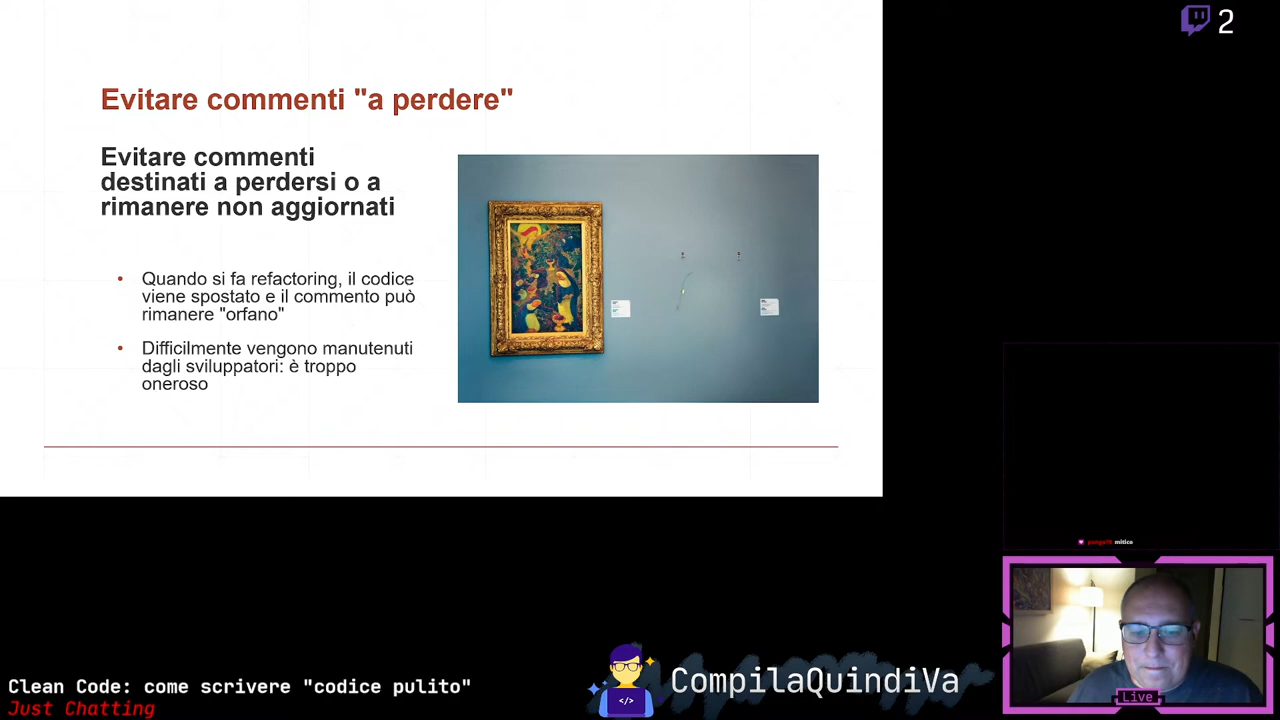 2
Evitare commenti "a perdere"
Evitare commenti
destinati a perdersi o a
rimanere non aggiornati
• Quando si fa refactoring, il codice
viene spostato e il commento può
rimanere "orfano"
• Difficilmente vengono manutenuti
dagli sviluppatori: è troppo
oneroso
mitico
Live
</>
CompilaQuindiVa
Clean Code: come scrivere "codice pulito"
Just Chatting